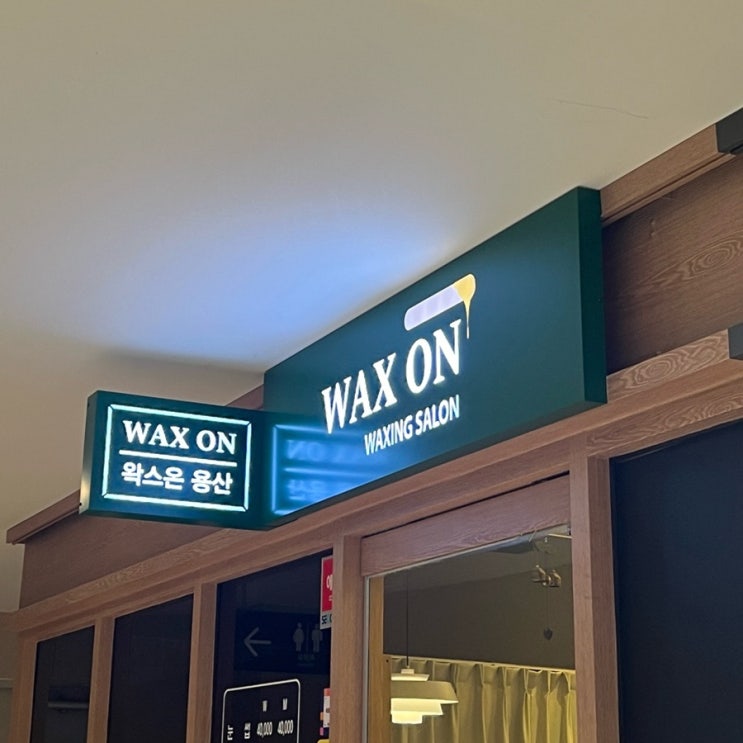 WAX ON
WAXING SALON
WAX ON
왁스온 용산
M M
40,000 40,000